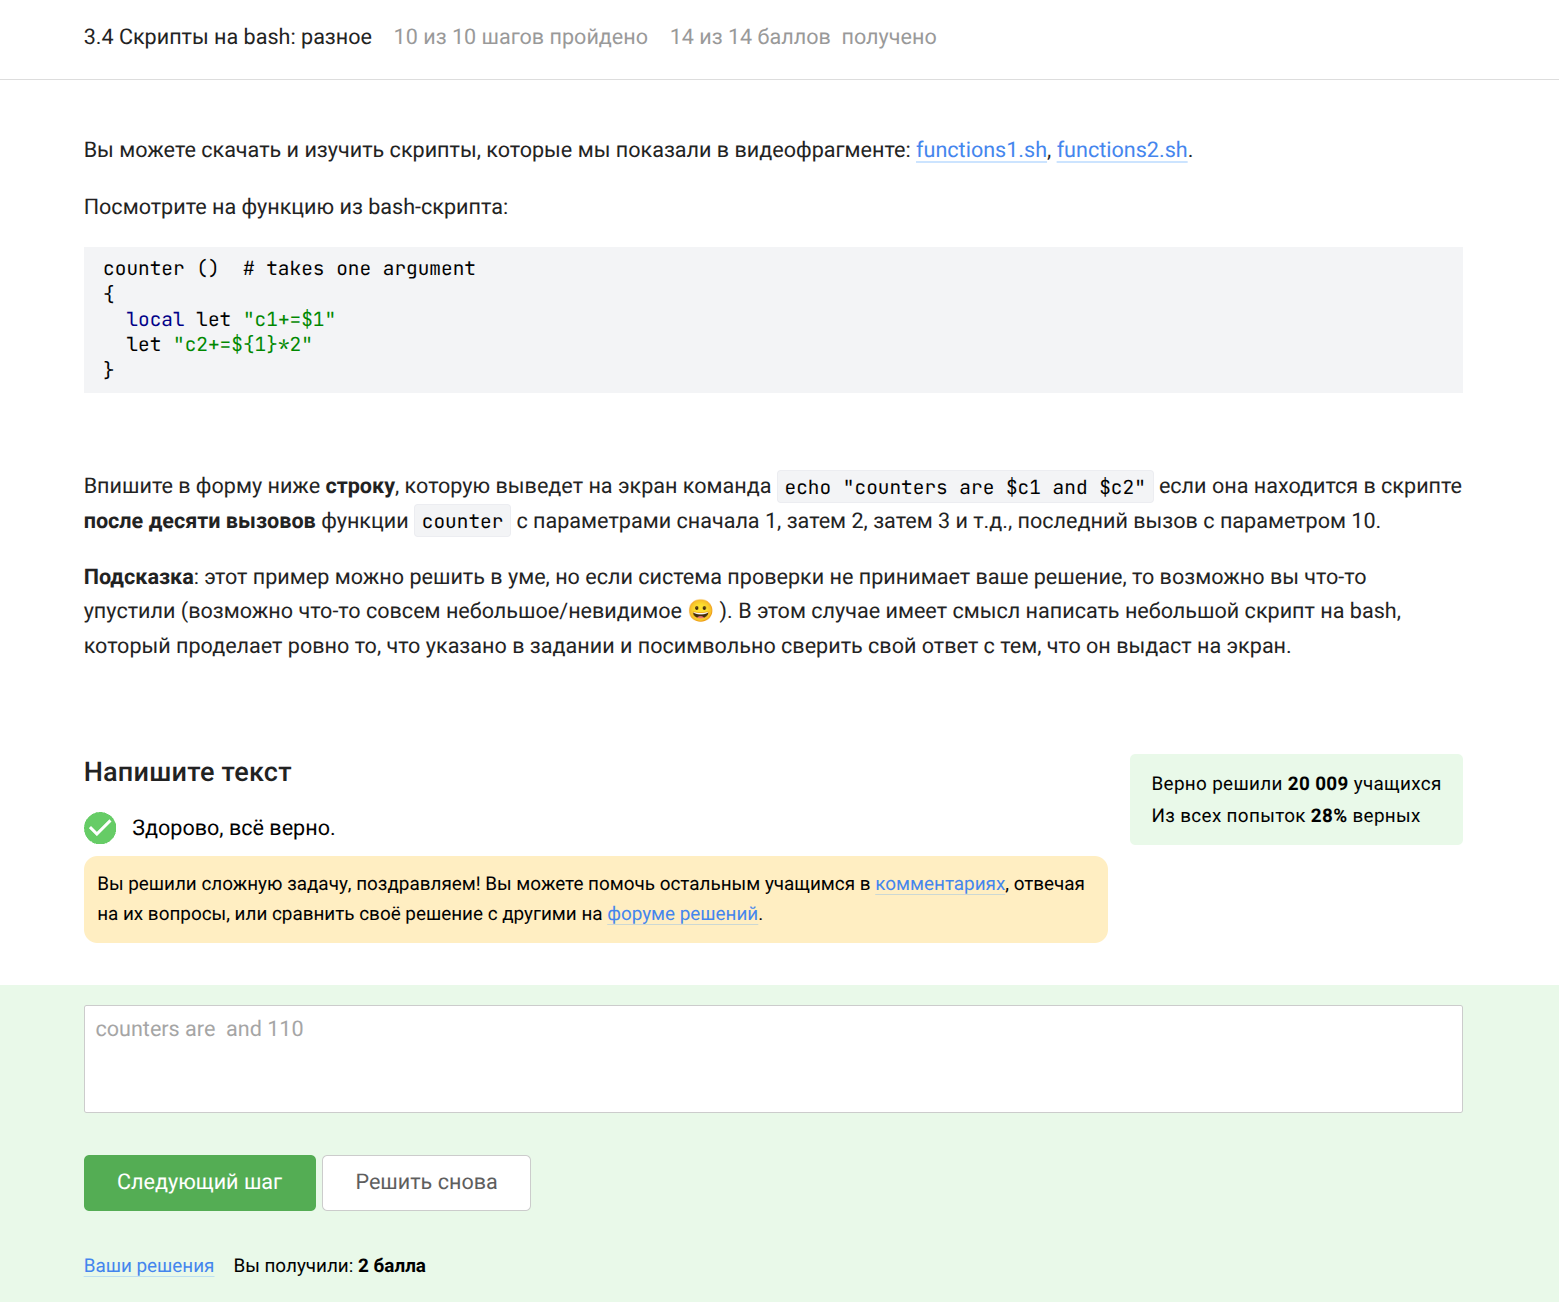 3.4 Скрипты на bash: разное 10 из 10 шагов пройдено 14 из 14 баллов получено
Вы можете скачать и изучить скрипты, которые мы показали в видеофрагменте: functions1.sh, functions2.sh.
Посмотрите на функцию из bash-скрипта:
counter ()  # takes one argument
{
  local let "c1+=$1"
  let "c2+=${1}*2"
}
Впишите в форму ниже строку, которую выведет на экран команда echo "counters are $c1 and $c2" если она находится в скрипте
после десяти вызовов функции counter с параметрами сначала 1, затем 2, затем 3 и т.д., последний вызов с параметром 10.
Подсказка: этот пример можно решить в уме, но если система проверки не принимает ваше решение, то возможно вы что-то
упустили (возможно что-то совсем небольшое/невидимое 😀 ). В этом случае имеет смысл написать небольшой скрипт на bash,
который проделает ровно то, что указано в задании и посимвольно сверить свой ответ с тем, что он выдаст на экран.
Напишите текст
Верно решили 20 009 учащихся
Из всех попыток 28% верных
Здорово, всё верно.
Вы решили сложную задачу, поздравляем! Вы можете помочь остальным учащимся в комментариях, отвечая
на их вопросы, или сравнить своё решение с другими на форуме решений.
counters are  and 110
Следующий шаг Решить снова
Ваши решения Вы получили: 2 балла